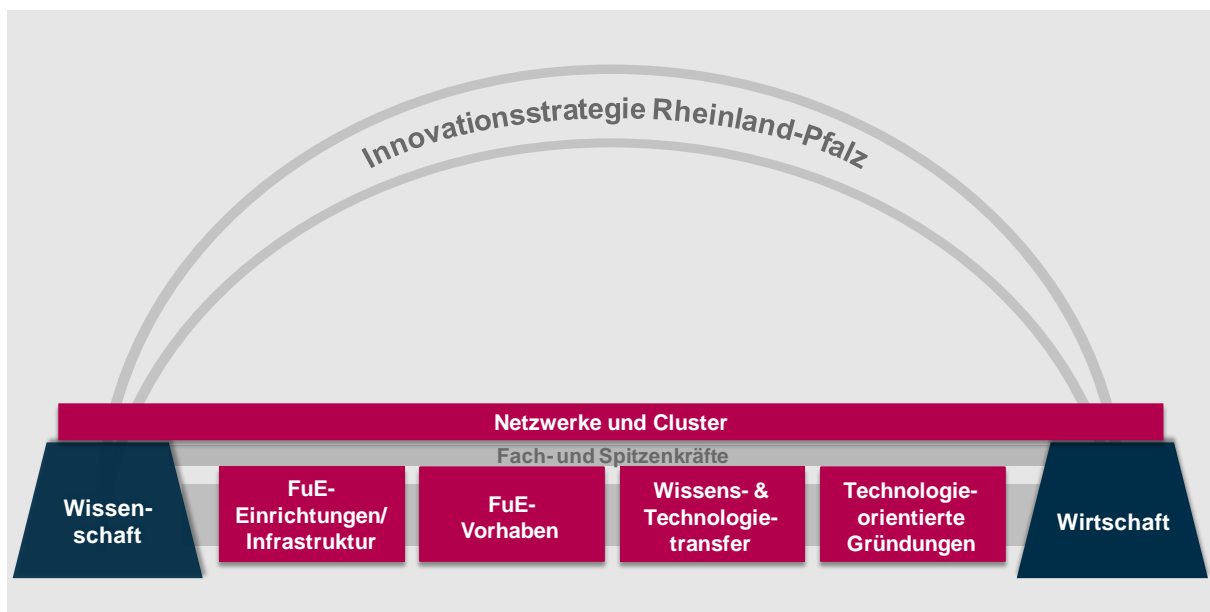 Innovationsstrategie Rheinland-Pfalz
Netzwerke und Cluster
Fach- und Spitzenkräfte
Wissen-
schaft
FuE-
Einrichtungen/
Infrastruktur
FuE-
Vorhaben
Wissens- &
Technologie-
transfer
Technologie-
orientierte
Gründungen
Wirtschaft